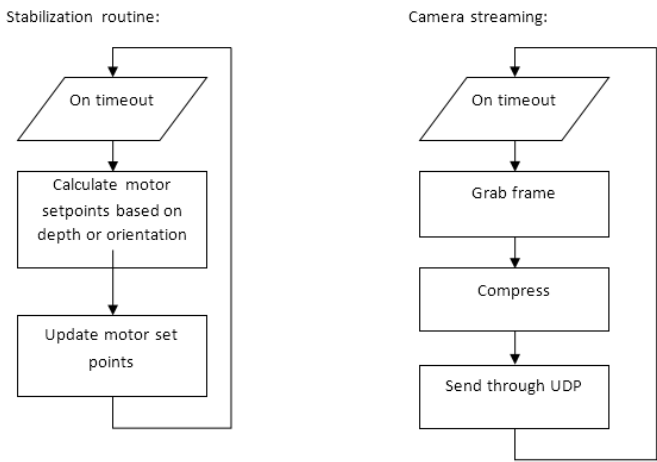 Stabilization routine:
On timeout
Calculate motor
setpoints based on
depth or orientation
Update motor set
points
Camera streaming:
On timeout
Grab frame
Compress
Send through UDP